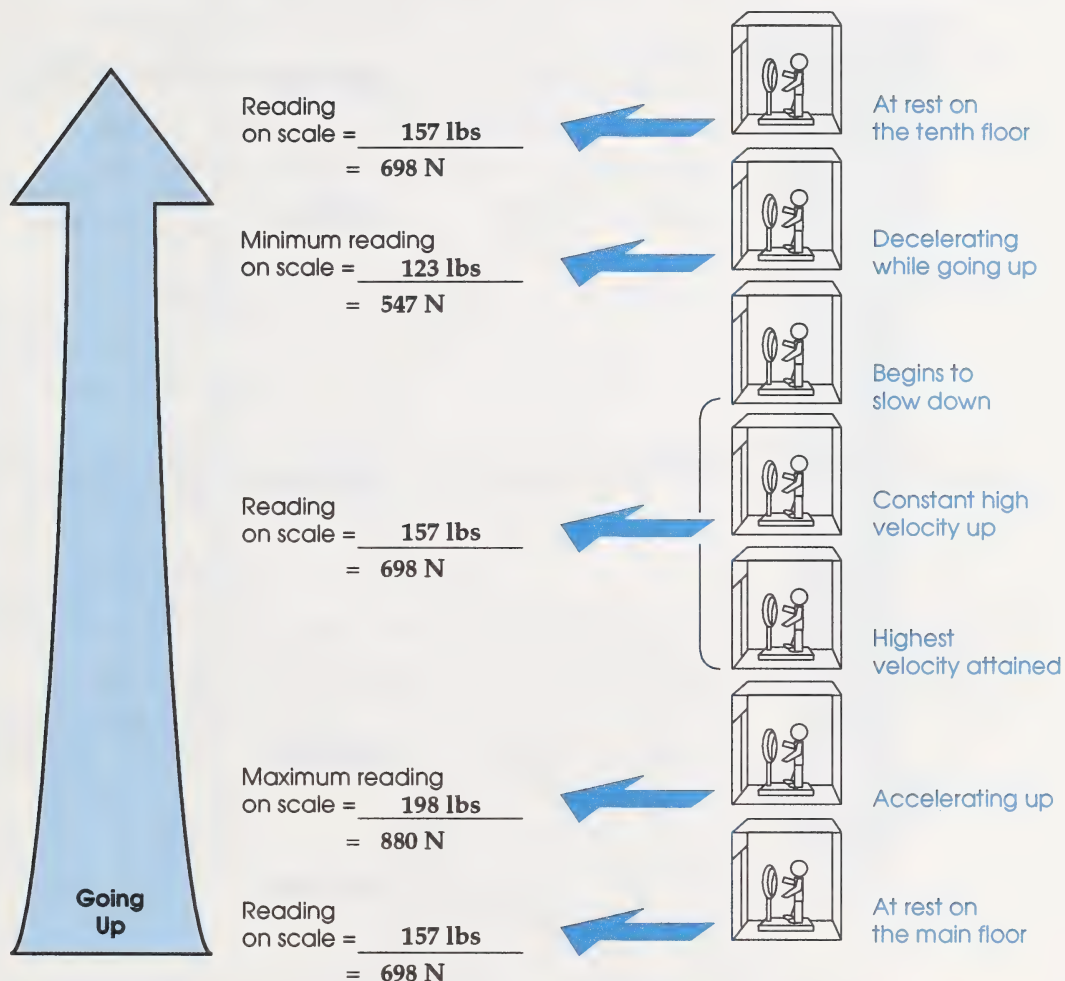 Reading
on scale = 157 lbs
= 698 N
At rest on
the tenth floor
Minimum reading
on scale = 123 lbs
= 547 N
Decelerating
while going up
Begins to
slow down
Reading
on scale = 157 lbs
= 698 N
Constant high
velocity up
Highest
velocity attained
Maximum reading
on scale = 198 lbs
= 880 N
Accelerating up
Going
Up
Reading
on scale = 157 lbs
= 698 N
At rest on
the main floor